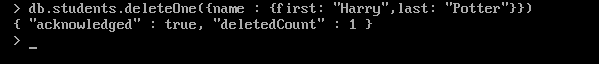 > db.students.deleteOne({name : {first: "Harry",last: "Potter"}})
{ "acknowledged" : true, "deletedCount" : 1 }
> _